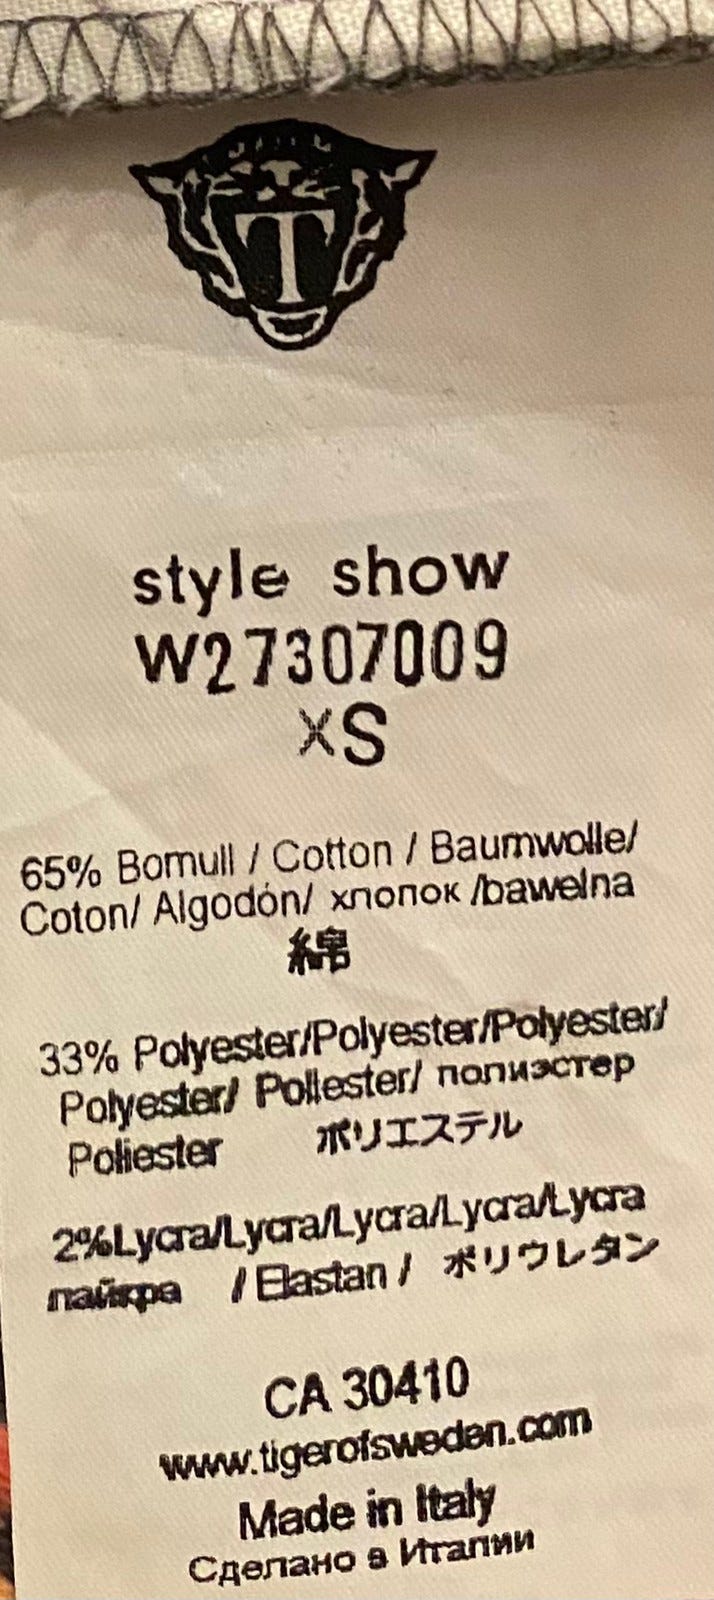 T
style show
W27307009
XS
65% Bomull / Cotton / Baumwolle/
Coton/ Algodón/ хлопок /bawelna
綿
33% Polyester/Polyester/Polyester/
Polyester/ Poliester/ полиэстер
Poliester ポリエステル
2%Lycra/Lycra/Lycra/Lycra/Lycra
лайкра / Elastan / ポリウレタン
CA 30410
www.tigerofsweden.com
Made in Italy
Сделано в Италии